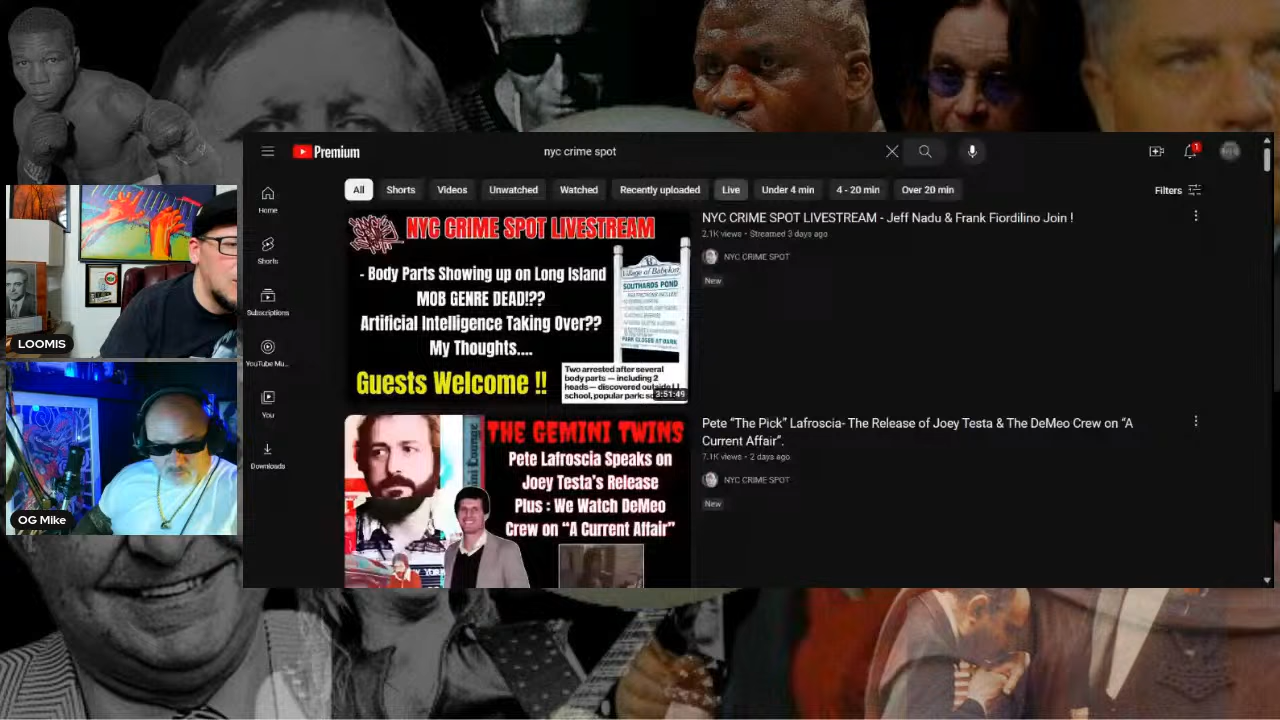 Premium
nyc crime spot
1
All
Shorts
Videos
Unwatched
Watched
Recently uploaded
Live
Under 4 min
4 - 20 min
Over 20 min
Filters
Home
Shorts
Subscriptions
YouTube Mu...
You
Downloads
LOOMIS
OG Mike
NYC CRIME SPOT LIVESTREAM
- Body Parts Showing up on Long Island
MOB GENRE DEAD!??
Artificial Intelligence Taking Over??
My Thoughts....
Guests Welcome !!
Village of Babylon
SOUTHARDS POND
PARK CLOSES AT DARK
Two arrested after several
body parts — including 2
heads — discovered outside
school, popular park:
3:51:49
NYC CRIME SPOT LIVESTREAM - Jeff Nadu & Frank Fiordilino Join !
2.1K views • Streamed 3 days ago
NYC CRIME SPOT
New
THE GEMINI TWINS
Pete Lafroscia Speaks on
Joey Testa's Release
Plus : We Watch DeMeo
Crew on “A Current Affair”
Pete “The Pick” Lafroscia- The Release of Joey Testa & The DeMeo Crew on “A
Current Affair”.
7.1K views • 2 days ago
NYC CRIME SPOT
New